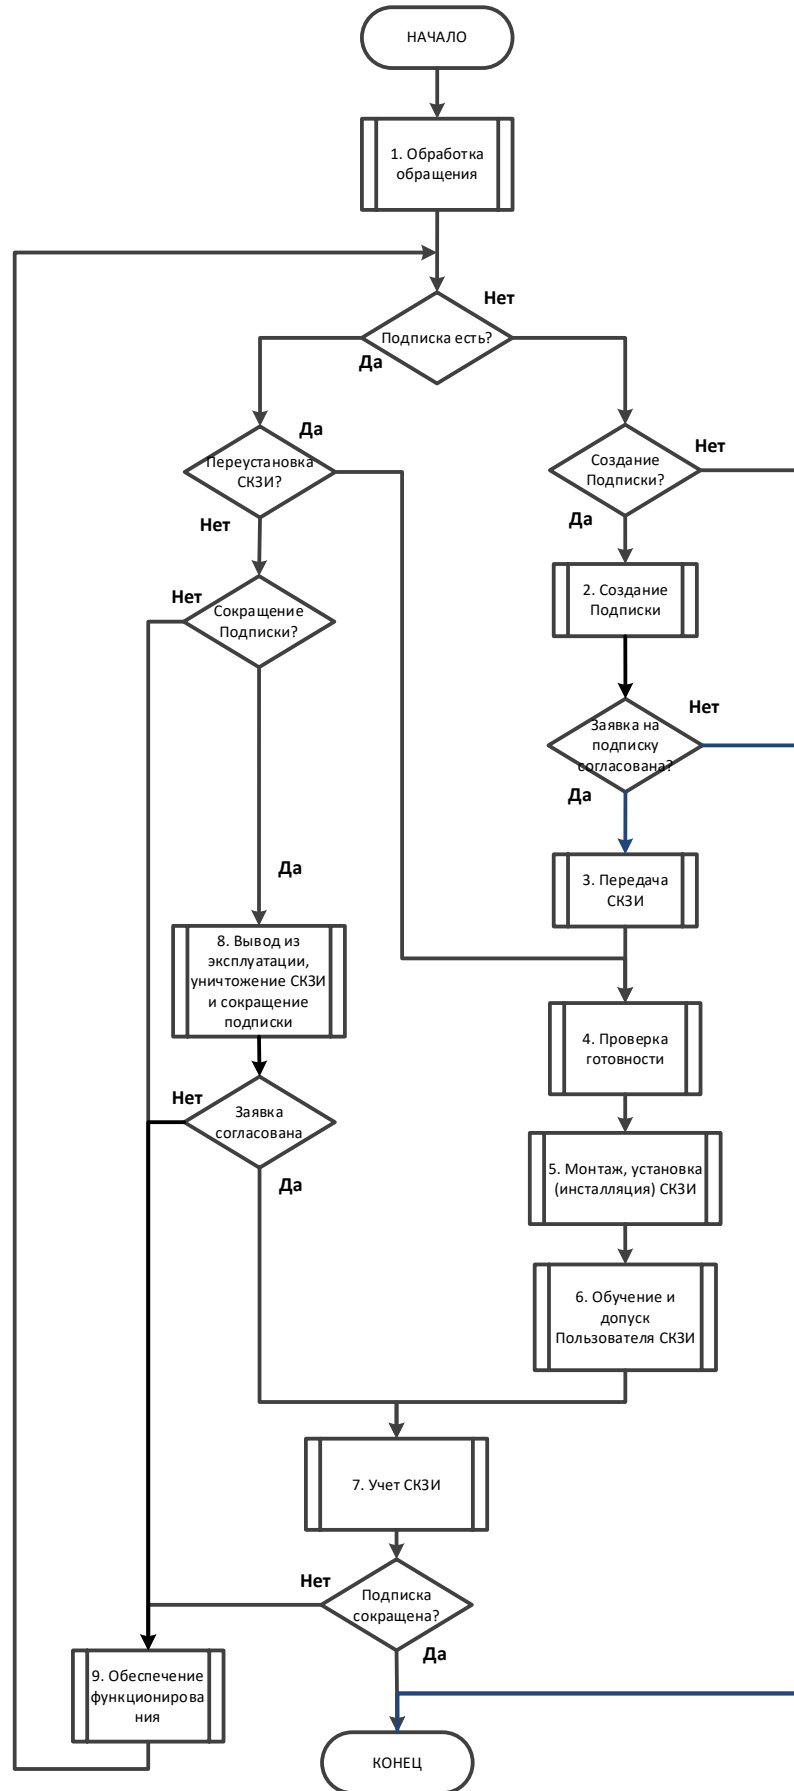 НАЧАЛО
1. Обработка
обращения
Нет
Подписка есть?
Да
Да
Переустановка
СКЗИ?
Нет
Нет
Создание
Подписки?
Да
Нет
Сокращение
Подписки?
2. Создание
Подписки
Нет
Заявка на
подписку
согласована?
Да
Да
3. Передача
СКЗИ
8. Вывод из
эксплуатации,
уничтожение СКЗИ
и сокращение
подписки
4. Проверка
готовности
Нет
Заявка
согласована
Да
5. Монтаж, установка
(инсталляция) СКЗИ
6. Обучение и
допуск
Пользователя СКЗИ
7. Учет СКЗИ
Нет
Подписка
сокращена?
Да
9. Обеспечение
функционирова
ния
КОНЕЦ